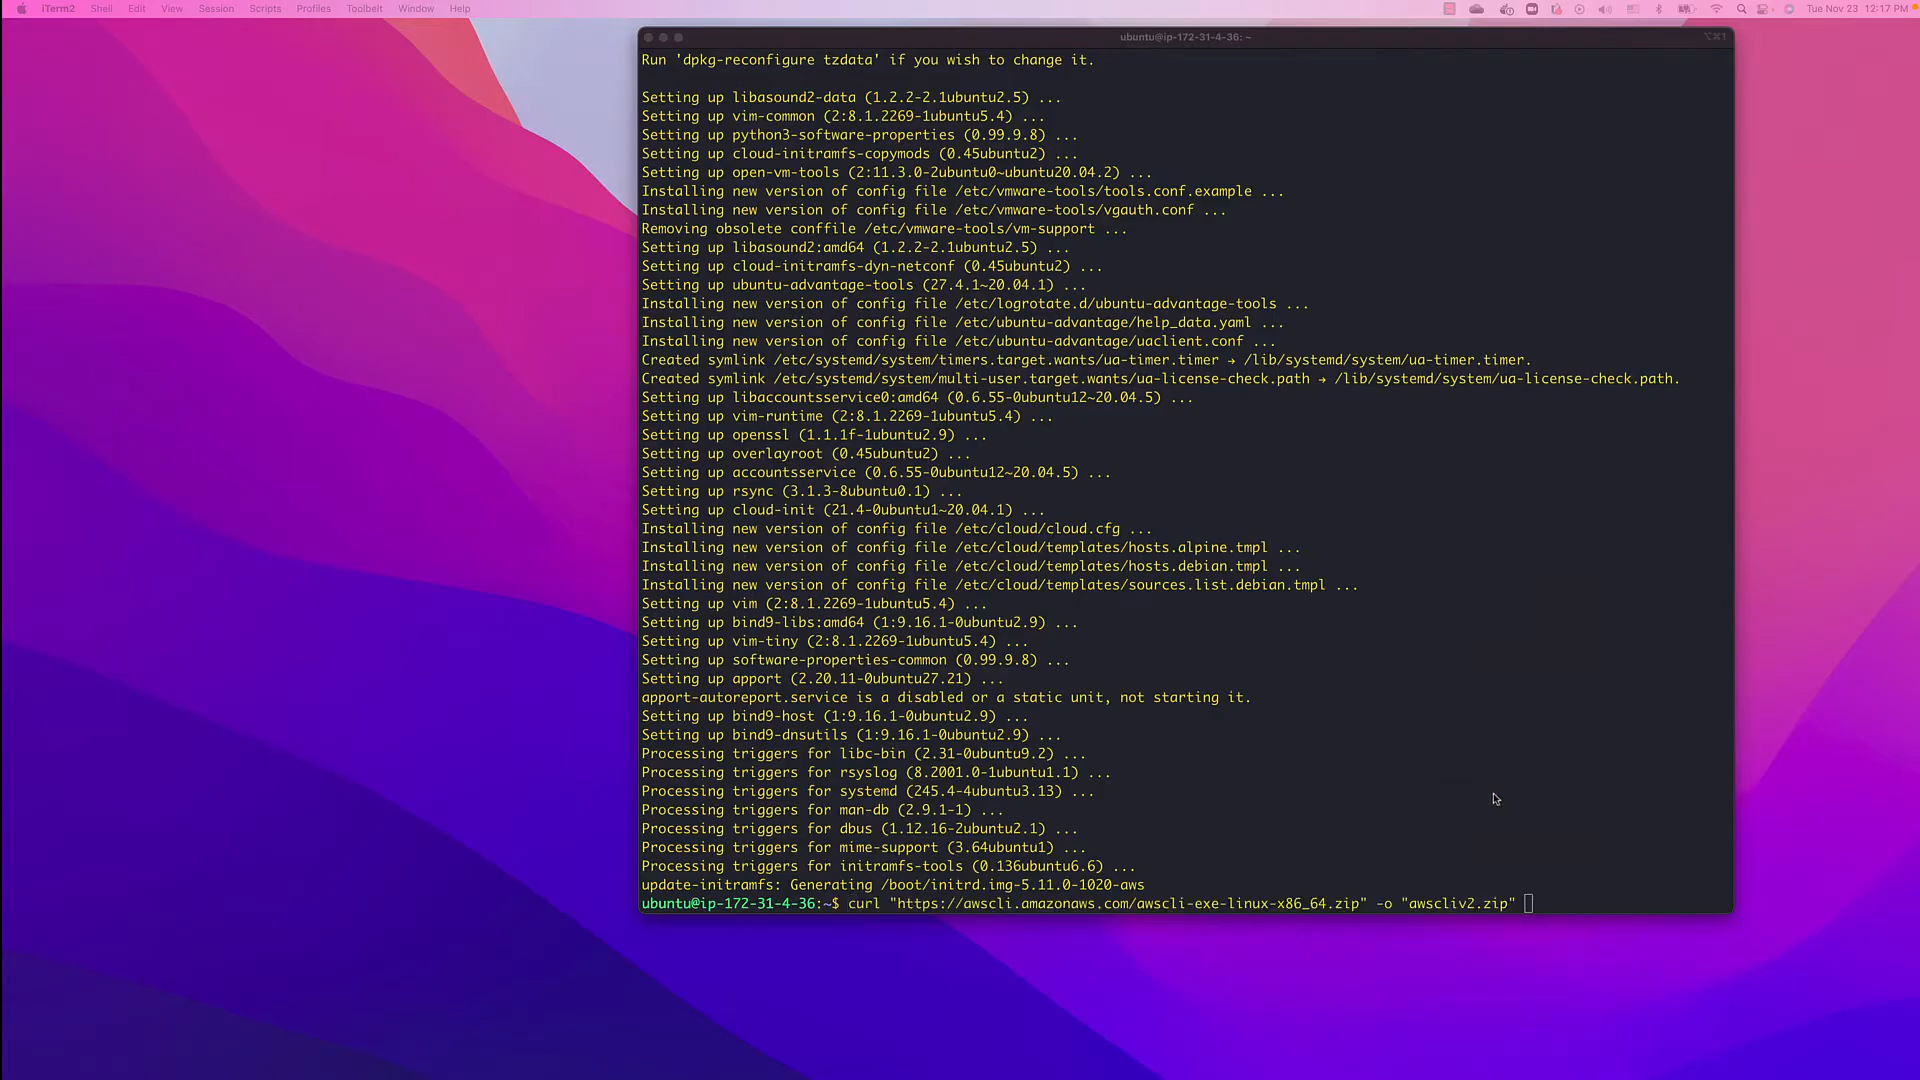 iTerm2 Shell Edit View Session Scripts Profiles Toolbelt Window Help Tue Nov 23 12:17 PM
ubuntu@ip-172-31-4-36: ~ ⌥⌘1
Run 'dpkg-reconfigure tzdata' if you wish to change it.
Setting up libasound2-data (1.2.2-2.1ubuntu2.5) ...
Setting up vim-common (2:8.1.2269-1ubuntu5.4) ...
Setting up python3-software-properties (0.99.9.8) ...
Setting up cloud-initramfs-copymods (0.45ubuntu2) ...
Setting up open-vm-tools (2:11.3.0-2ubuntu0~ubuntu20.04.2) ...
Installing new version of config file /etc/vmware-tools/tools.conf.example ...
Installing new version of config file /etc/vmware-tools/vgauth.conf ...
Removing obsolete conffile /etc/vmware-tools/vm-support ...
Setting up libasound2:amd64 (1.2.2-2.1ubuntu2.5) ...
Setting up cloud-initramfs-dyn-netconf (0.45ubuntu2) ...
Setting up ubuntu-advantage-tools (27.4.1~20.04.1) ...
Installing new version of config file /etc/logrotate.d/ubuntu-advantage-tools ...
Installing new version of config file /etc/ubuntu-advantage/help_data.yaml ...
Installing new version of config file /etc/ubuntu-advantage/uaclient.conf ...
Created symlink /etc/systemd/system/timers.target.wants/ua-timer.timer → /lib/systemd/system/ua-timer.timer.
Created symlink /etc/systemd/system/multi-user.target.wants/ua-license-check.path → /lib/systemd/system/ua-license-check.path.
Setting up libaccountsservice0:amd64 (0.6.55-0ubuntu12~20.04.5) ...
Setting up vim-runtime (2:8.1.2269-1ubuntu5.4) ...
Setting up openssl (1.1.1f-1ubuntu2.9) ...
Setting up overlayroot (0.45ubuntu2) ...
Setting up accountsservice (0.6.55-0ubuntu12~20.04.5) ...
Setting up rsync (3.1.3-8ubuntu0.1) ...
Setting up cloud-init (21.4-0ubuntu1~20.04.1) ...
Installing new version of config file /etc/cloud/cloud.cfg ...
Installing new version of config file /etc/cloud/templates/hosts.alpine.tmpl ...
Installing new version of config file /etc/cloud/templates/hosts.debian.tmpl ...
Installing new version of config file /etc/cloud/templates/sources.list.debian.tmpl ...
Setting up vim (2:8.1.2269-1ubuntu5.4) ...
Setting up bind9-libs:amd64 (1:9.16.1-0ubuntu2.9) ...
Setting up vim-tiny (2:8.1.2269-1ubuntu5.4) ...
Setting up software-properties-common (0.99.9.8) ...
Setting up apport (2.20.11-0ubuntu27.21) ...
apport-autoreport.service is a disabled or a static unit, not starting it.
Setting up bind9-host (1:9.16.1-0ubuntu2.9) ...
Setting up bind9-dnsutils (1:9.16.1-0ubuntu2.9) ...
Processing triggers for libc-bin (2.31-0ubuntu9.2) ...
Processing triggers for rsyslog (8.2001.0-1ubuntu1.1) ...
Processing triggers for systemd (245.4-4ubuntu3.13) ...
Processing triggers for man-db (2.9.1-1) ...
Processing triggers for dbus (1.12.16-2ubuntu2.1) ...
Processing triggers for mime-support (3.64ubuntu1) ...
Processing triggers for initramfs-tools (0.136ubuntu6.6) ...
update-initramfs: Generating /boot/initrd.img-5.11.0-1020-aws
ubuntu@ip-172-31-4-36:~$ curl "https://awscli.amazonaws.com/awscli-exe-linux-x86_64.zip" -o "awscliv2.zip"